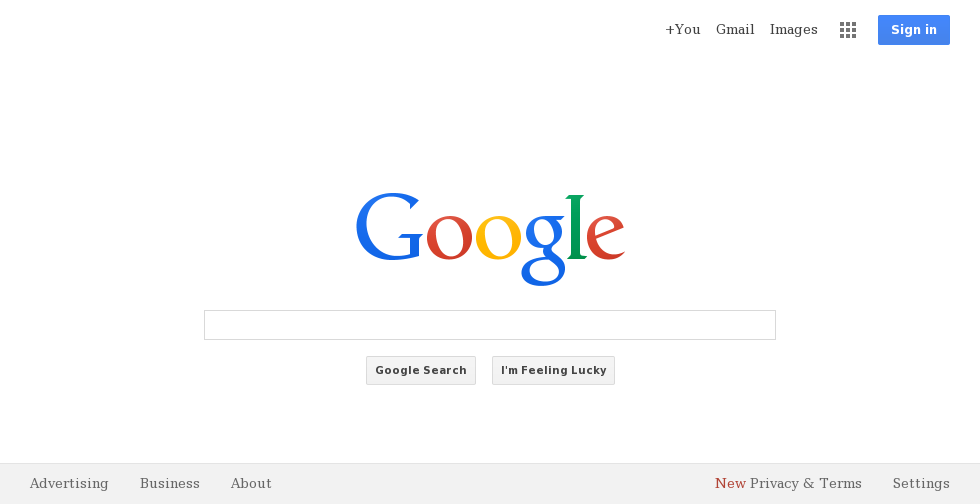 +You Gmail Images Sign in
Google
Google Search I'm Feeling Lucky
Advertising Business About New Privacy & Terms Settings